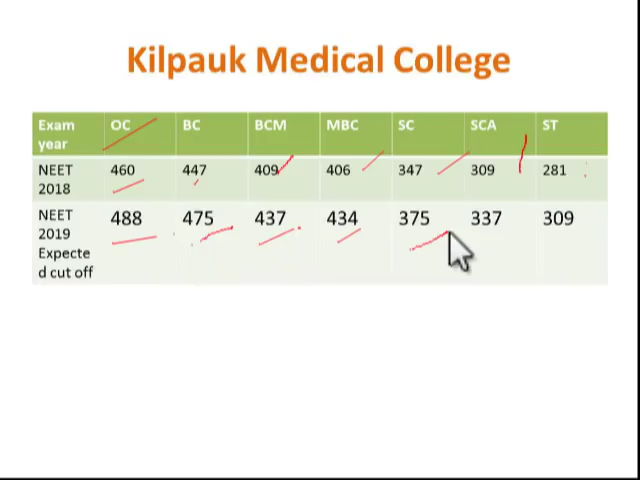 Kilpauk Medical College
Exam year OC BC BCM MBC SC SCA ST
NEET 2018 460 447 409 406 347 309 281
NEET 2019 Expecte d cut off 488 475 437 434 375 337 309